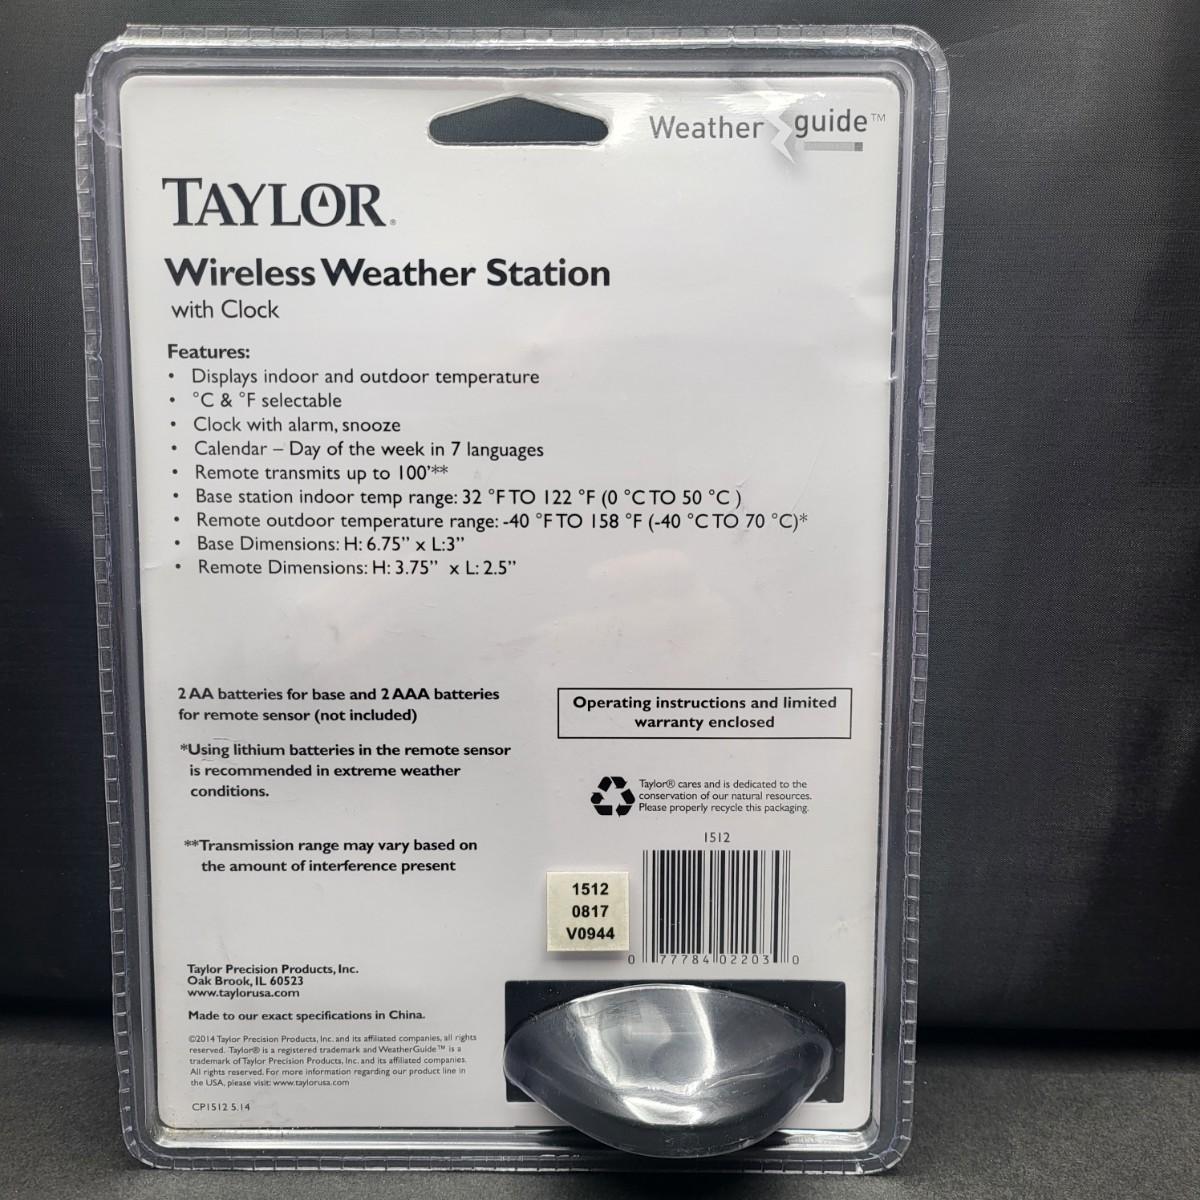 Weather guide™
TAYLOR®
Wireless Weather Station
with Clock
Features:
• Displays indoor and outdoor temperature
• °C & °F selectable
• Clock with alarm, snooze
• Calendar – Day of the week in 7 languages
• Remote transmits up to 100'**
• Base station indoor temp range: 32 °F TO 122 °F (0 °C TO 50 °C )
• Remote outdoor temperature range: -40 °F TO 158 °F (-40 °C TO 70 °C)*
• Base Dimensions: H: 6.75” x L:3”
• Remote Dimensions: H: 3.75” x L: 2.5”
2 AA batteries for base and 2 AAA batteries
for remote sensor (not included)
*Using lithium batteries in the remote sensor
is recommended in extreme weather
conditions.
**Transmission range may vary based on
the amount of interference present
Operating instructions and limited
warranty enclosed
Taylor® cares and is dedicated to the
conservation of our natural resources.
Please properly recycle this packaging.
1512
1512
0817
V0944
0 77784 02203 0
Taylor Precision Products, Inc.
Oak Brook, IL 60523
www.taylorusa.com
Made to our exact specifications in China.
©2014 Taylor Precision Products, Inc. and its affiliated companies, all rights
reserved. Taylor® is a registered trademark and WeatherGuide™ is a
trademark of Taylor Precision Products, Inc. and its affiliated companies.
All rights reserved. For more information regarding our product line in
the USA, please visit: www.taylorusa.com
CP1512 5.14